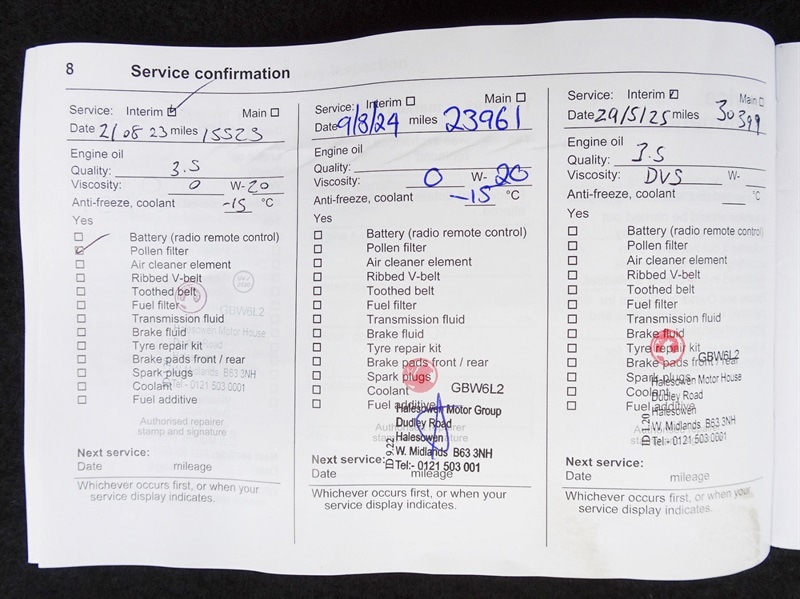 8 Service confirmation
Service: Interim ☑ Main ☐
Date 21 08 23 miles 15523
Engine oil
Quality: 3.5
Viscosity: 0 W- 20
Anti-freeze, coolant -15 °C
Yes
☐ Battery (radio remote control)
☑ Pollen filter
☐ Air cleaner element
☐ Ribbed V-belt
☐ Toothed belt
☐ Fuel filter
☐ Transmission fluid
☐ Brake fluid
☐ Tyre repair kit
☐ Brake pads front / rear
☐ Spark plugs
☐ Coolant
☐ Fuel additive
GBW6L2
Halesowen Motor House
Midlands B63 3NH
Tel:- 0121 503 0001
Authorised repairer
stamp and signature
Next service:
Date mileage
Whichever occurs first, or when your
service display indicates.
Service: Interim ☐ Main ☐
Date 9/8/24 miles 23961
Engine oil
Quality:
Viscosity: 0 W- 20
Anti-freeze, coolant -15 °C
Yes
☐ Battery (radio remote control)
☐ Pollen filter
☐ Air cleaner element
☐ Ribbed V-belt
☐ Toothed belt
☐ Fuel filter
☐ Transmission fluid
☐ Brake fluid
☐ Tyre repair kit
☐ Brake pads front / rear
☐ Spark plugs
☐ Coolant
☐ Fuel additive
GBW6L2
Halesowen Motor Group
Dudley Road
Halesowen
W. Midlands B63 3NH
Tel:- 0121 503 001
ID 9.22
Next service:
Date mileage
Whichever occurs first, or when your
service display indicates.
Service: Interim ☑ Main ☐
Date 29/5/25 miles 30399
Engine oil
Quality: 3.5
Viscosity: DVS W-
Anti-freeze, coolant °C
Yes
☐ Battery (radio remote control)
☐ Pollen filter
☐ Air cleaner element
☐ Ribbed V-belt
☐ Toothed belt
☐ Fuel filter
☐ Transmission fluid
☐ Brake fluid
☐ Tyre repair kit
☐ Brake pads front / rear
☐ Spark plugs
☐ Coolant
☐ Fuel additive
GBW6L2
Halesowen Motor House
Dudley Road
Halesowen
W. Midlands B63 3NH
Tel:- 0121 503 0001
ID 1.20
Next service:
Date mileage
Whichever occurs first, or when your
service display indicates.